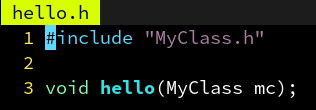 hello.h
1 #include "MyClass.h"
2
3 void hello(MyClass mc);